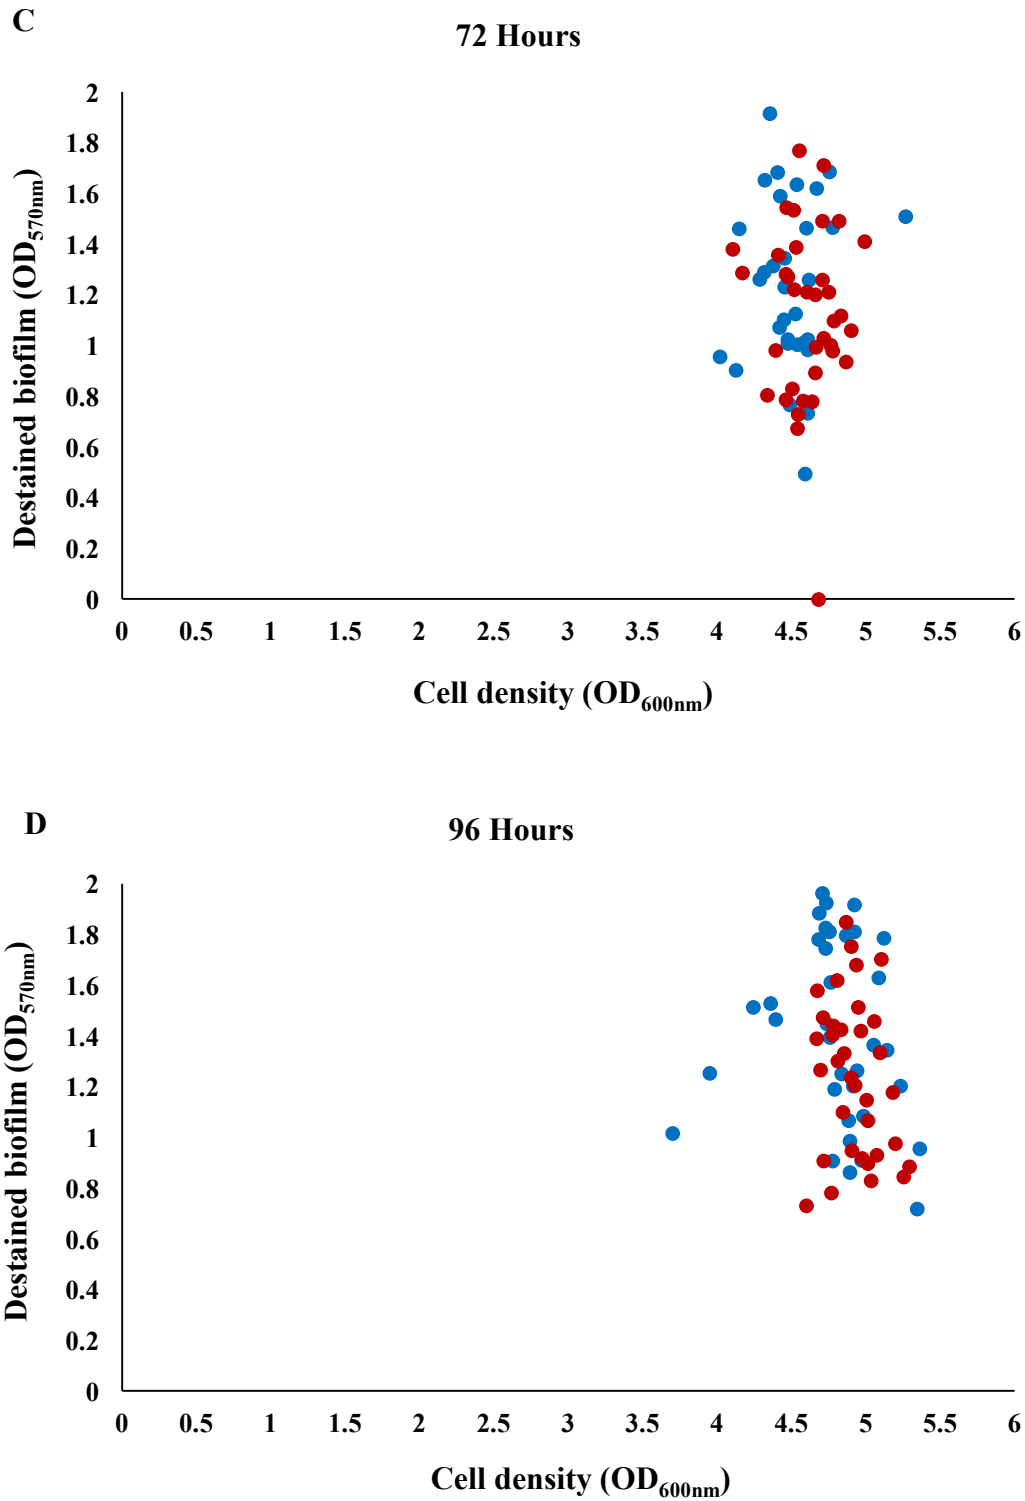 C
72 Hours
Destained biofilm (OD570nm)
2
1.8
1.6
1.4
1.2
1
0.8
0.6
0.4
0.2
0
0 0.5 1 1.5 2 2.5 3 3.5 4 4.5 5 5.5 6
Cell density (OD600nm)
D
96 Hours
Destained biofilm (OD570nm)
2
1.8
1.6
1.4
1.2
1
0.8
0.6
0.4
0.2
0
0 0.5 1 1.5 2 2.5 3 3.5 4 4.5 5 5.5 6
Cell density (OD600nm)